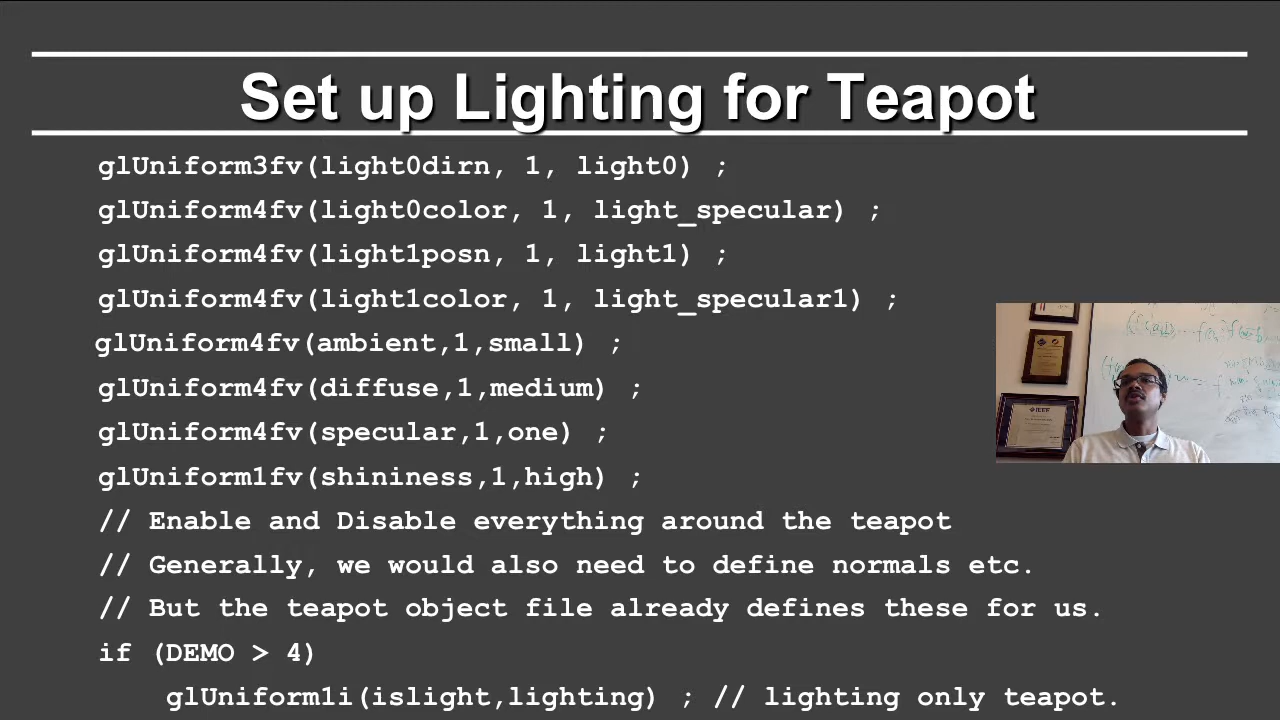 Set up Lighting for Teapot
glUniform3fv(light0dirn, 1, light0) ;
glUniform4fv(light0color, 1, light_specular) ;
glUniform4fv(light1posn, 1, light1) ;
glUniform4fv(light1color, 1, light_specular1) ;
glUniform4fv(ambient,1,small) ;
glUniform4fv(diffuse,1,medium) ;
glUniform4fv(specular,1,one) ;
glUniform1fv(shininess,1,high) ;
// Enable and Disable everything around the teapot
// Generally, we would also need to define normals etc.
// But the teapot object file already defines these for us.
if (DEMO > 4)
glUniform1i(islight,lighting) ; // lighting only teapot.
IEEE